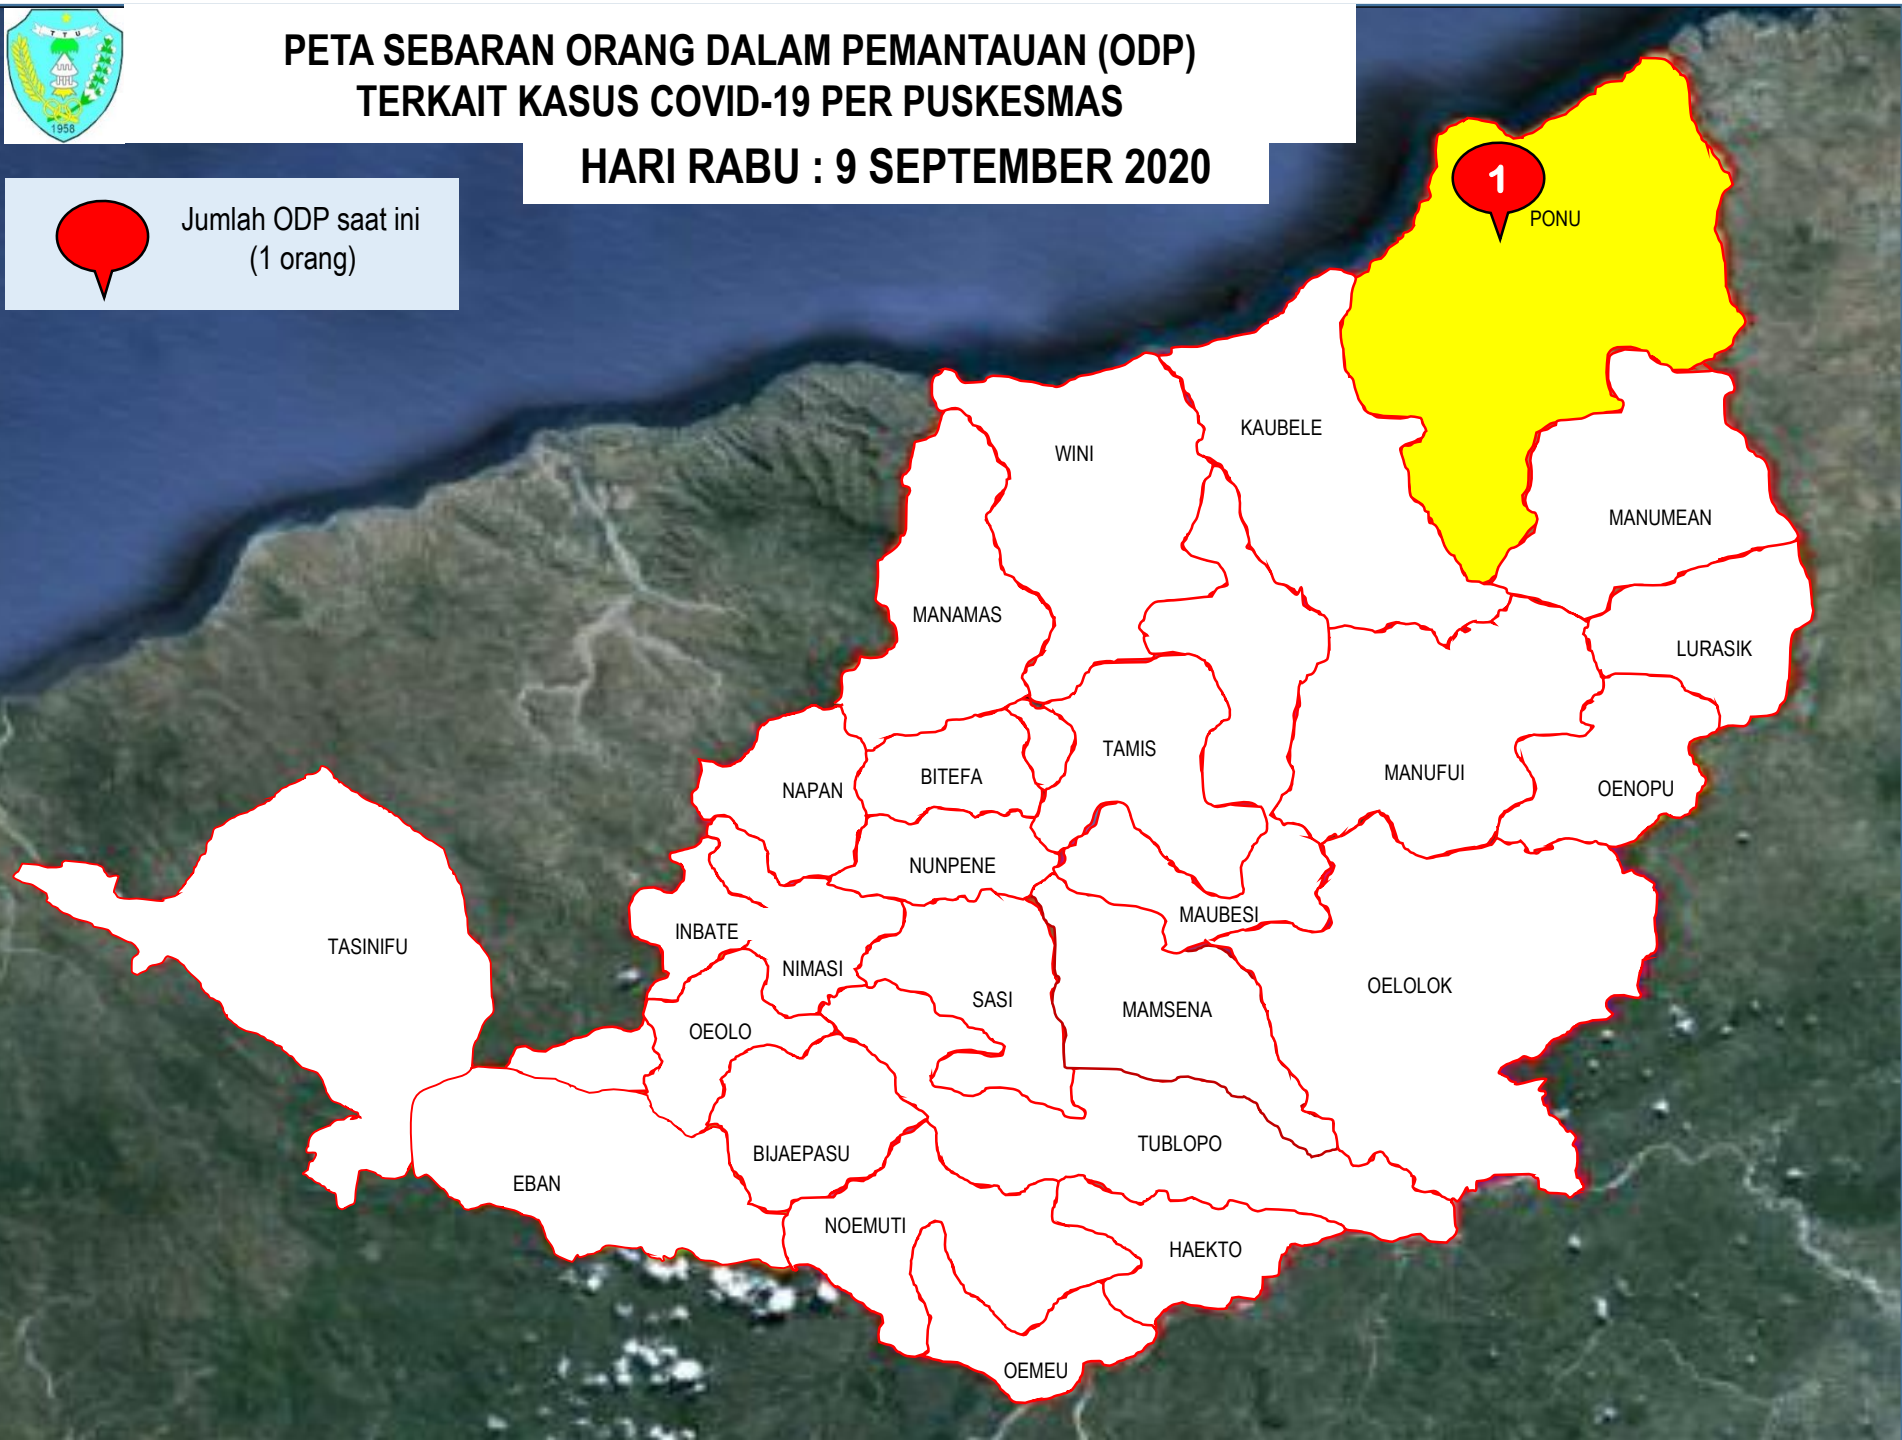 T T U
1958
PETA SEBARAN ORANG DALAM PEMANTAUAN (ODP)
TERKAIT KASUS COVID-19 PER PUSKESMAS
HARI RABU : 9 SEPTEMBER 2020
Jumlah ODP saat ini
(1 orang)
1
PONU
KAUBELE
WINI
MANUMEAN
MANAMAS
LURASIK
TAMIS
MANUFUI
BITEFA
NAPAN
OENOPU
NUNPENE
MAUBESI
INBATE
TASINIFU
NIMASI
OELOLOK
SASI
MAMSENA
OEOLO
TUBLOPO
BIJAEPASU
EBAN
NOEMUTI
HAEKTO
OEMEU